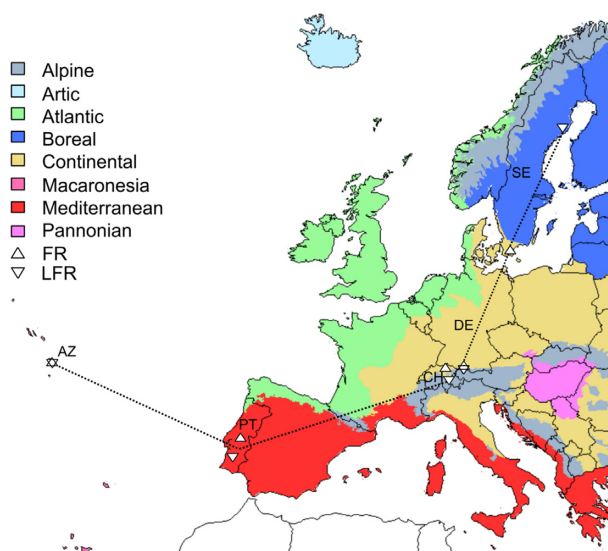 Alpine
Artic
Atlantic
Boreal
Continental
Macaronesia
Mediterranean
Pannonian
FR
LFR
SE
DE
AZ
CH
PT